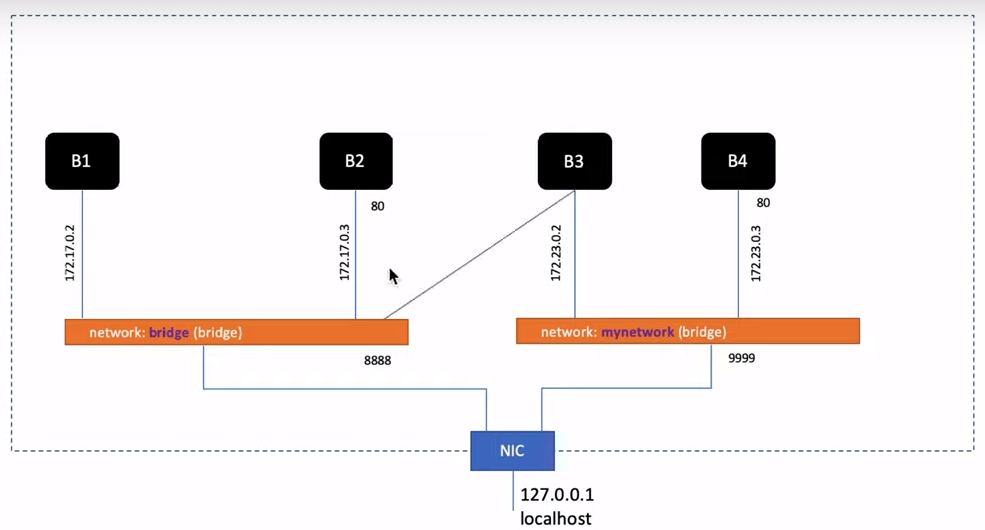 B1
B2
B3
B4
80
80
172.17.0.2
172.17.0.3
172.23.0.2
172.23.0.3
network: bridge (bridge)
network: mynetwork (bridge)
8888
9999
NIC
127.0.0.1
localhost